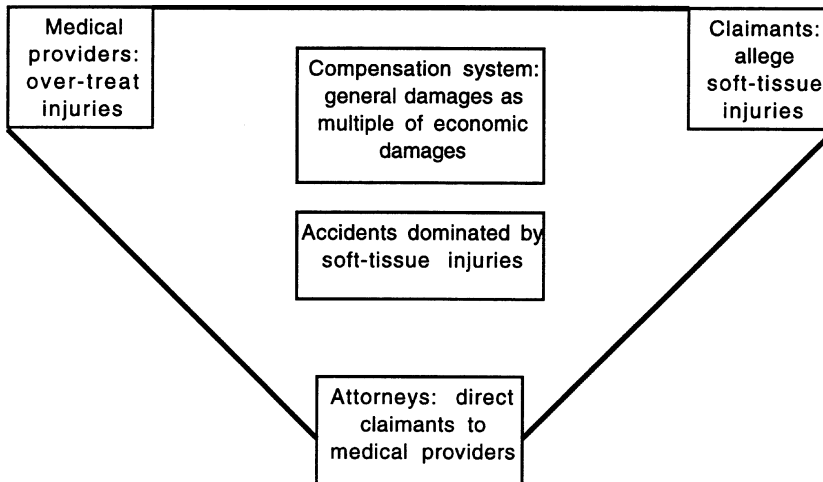 Medical
providers:
over-treat
injuries
Compensation system:
general damages as
multiple of economic
damages
Claimants:
allege
soft-tissue
injuries
Accidents dominated by
soft-tissue injuries
Attorneys: direct
claimants to
medical providers